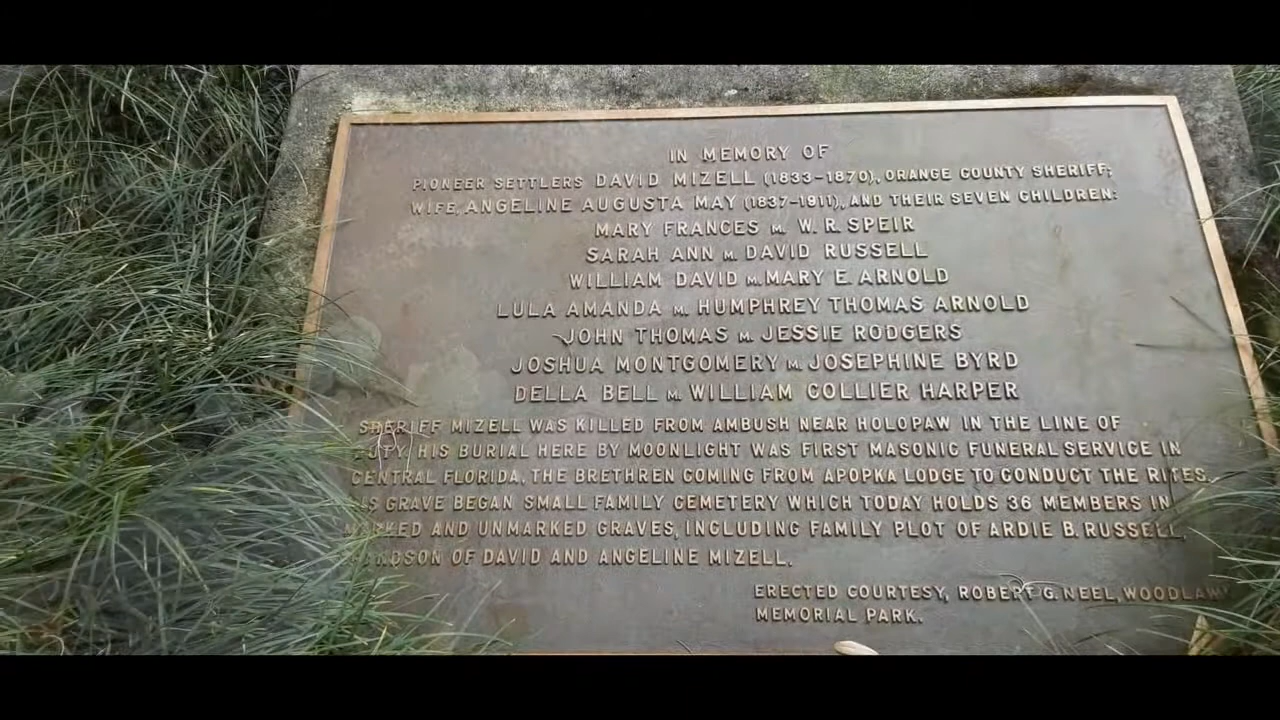 IN MEMORY OF
PIONEER SETTLERS DAVID MIZELL (1833-1870), ORANGE COUNTY SHERIFF;
WIFE, ANGELINE AUGUSTA MAY (1837-1911), AND THEIR SEVEN CHILDREN:
MARY FRANCES M. W. R. SPEIR
SARAH ANN M. DAVID RUSSELL
WILLIAM DAVID M. MARY E. ARNOLD
LULA AMANDA M. HUMPHREY THOMAS ARNOLD
JOHN THOMAS M. JESSIE RODGERS
JOSHUA MONTGOMERY M. JOSEPHINE BYRD
DELLA BELL M. WILLIAM COLLIER HARPER
SHERIFF MIZELL WAS KILLED FROM AMBUSH NEAR HOLOPAW IN THE LINE OF
DUTY. HIS BURIAL HERE BY MOONLIGHT WAS FIRST MASONIC FUNERAL SERVICE IN
CENTRAL FLORIDA, THE BRETHREN COMING FROM APOPKA LODGE TO CONDUCT THE RITES.
GRAVE BEGAN SMALL FAMILY CEMETERY WHICH TODAY HOLDS 36 MEMBERS IN
AND UNMARKED GRAVES, INCLUDING FAMILY PLOT OF ARDIE B. RUSSELL,
OF DAVID AND ANGELINE MIZELL.
ERECTED COURTESY, ROBERT G. NEEL, WOODLAWN
MEMORIAL PARK.